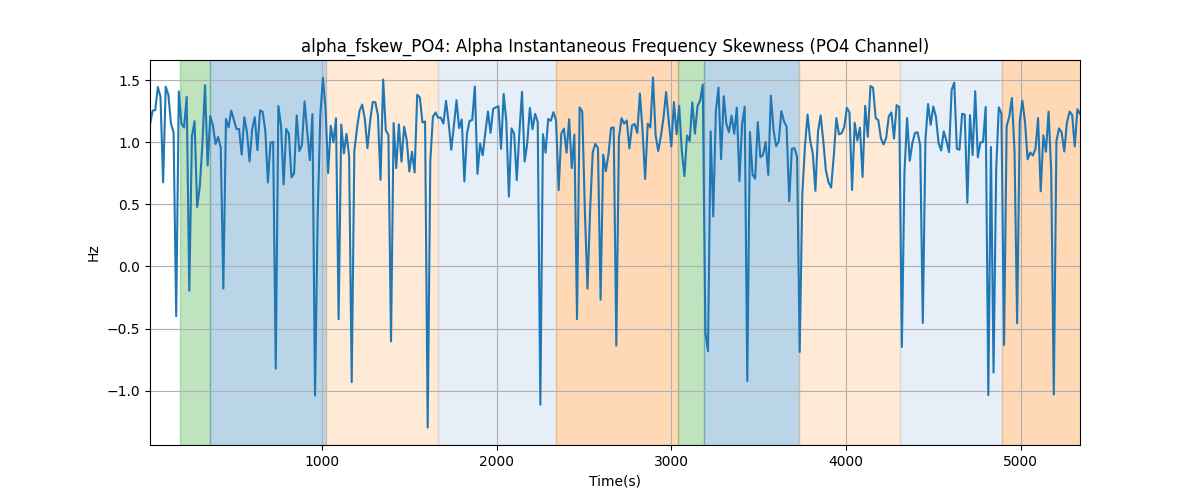 alpha_fskew_PO4: Alpha Instantaneous Frequency Skewness (PO4 Channel)
1.5
1.0
0.5
0.0
−0.5
−1.0
Hz
1000 2000 3000 4000 5000
Time(s)